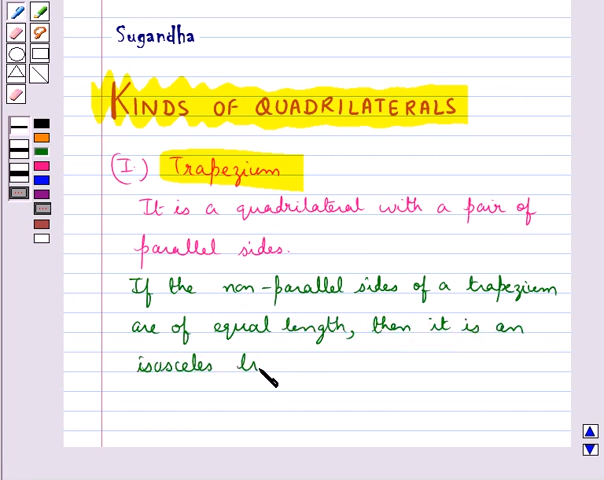 Sugandha
KINDS OF QUADRILATERALS
(I.) Trapezium
It is a quadrilateral with a pair of
parallel sides.
If the non-parallel sides of a trapezium
are of equal length, then it is an
isosceles tr